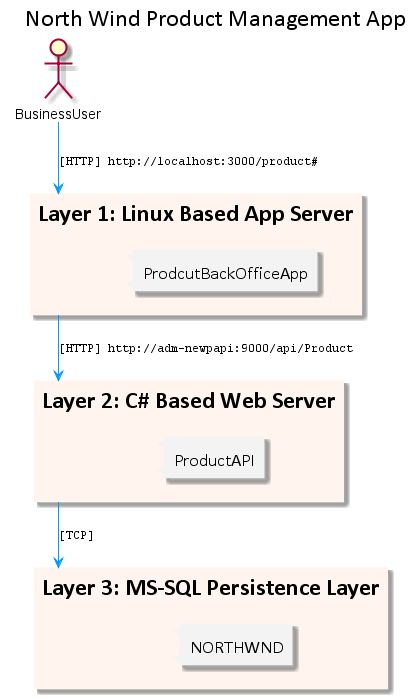 North Wind Product Management App
BusinessUser
[HTTP] http://localhost:3000/product#
Layer 1: Linux Based App Server
ProdcutBackOfficeApp
[HTTP] http://adm-newpapi:9000/api/Product
Layer 2: C# Based Web Server
ProductAPI
[TCP]
Layer 3: MS-SQL Persistence Layer
NORTHWND